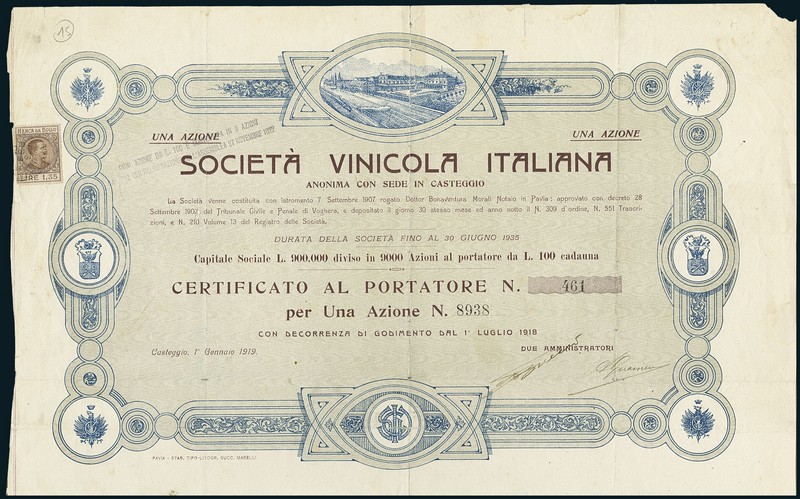 15
MARCA DA BOLLO
LIRE 1.35
UNA AZIONE
UNA AZIONE
SOCIETÀ VINICOLA ITALIANA
ANONIMA CON SEDE IN CASTEGGIO
La Società venne costituita con Istromento 7 Settembre 1907 rogato Dottor Bonaventura Morali Notaio in Pavia: approvato con decreto 28
Settembre 1907 del Tribunale Civile e Penale di Voghera, e depositato il giorno 30 stesso mese ed anno sotto il N. 309 d'ordine, N. 551 Trascri-
zioni, e N. 210 Volume 13 del Registro delle Società.
DURATA DELLA SOCIETÀ FINO AL 30 GIUGNO 1935
Capitale Sociale L. 900,000 diviso in 9000 Azioni al portatore da L. 100 cadauna
CERTIFICATO AL PORTATORE N. 461
per Una Azione N. 8938
CON DECORRENZA DI GODIMENTO DAL 1° LUGLIO 1918
Casteggio, 1° Gennaio 1919.
DUE AMMINISTRATORI
PAVIA - STAB. TIPO-LITOGR. SUCC. MARELLI